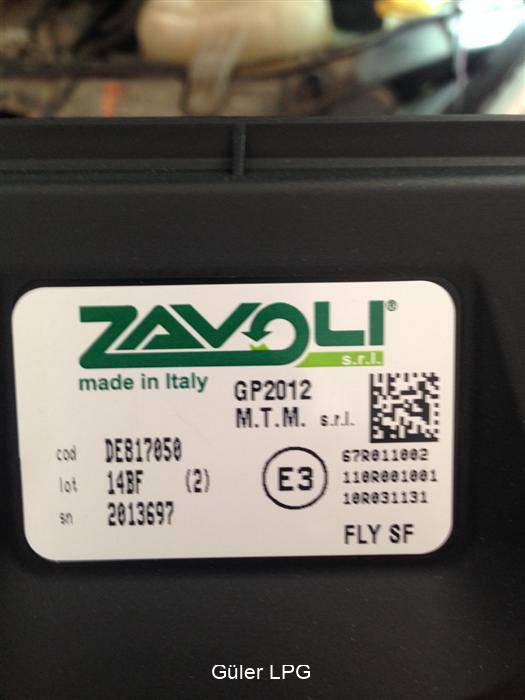 ZAVOLI®
s.r.l.
made in Italy
GP2012
M.T.M. s.r.l.
cod DE817050
lot 14BF (2)
sn 2013697
E3
67R011002
110R001001
10R031131
FLY SF
Güler LPG